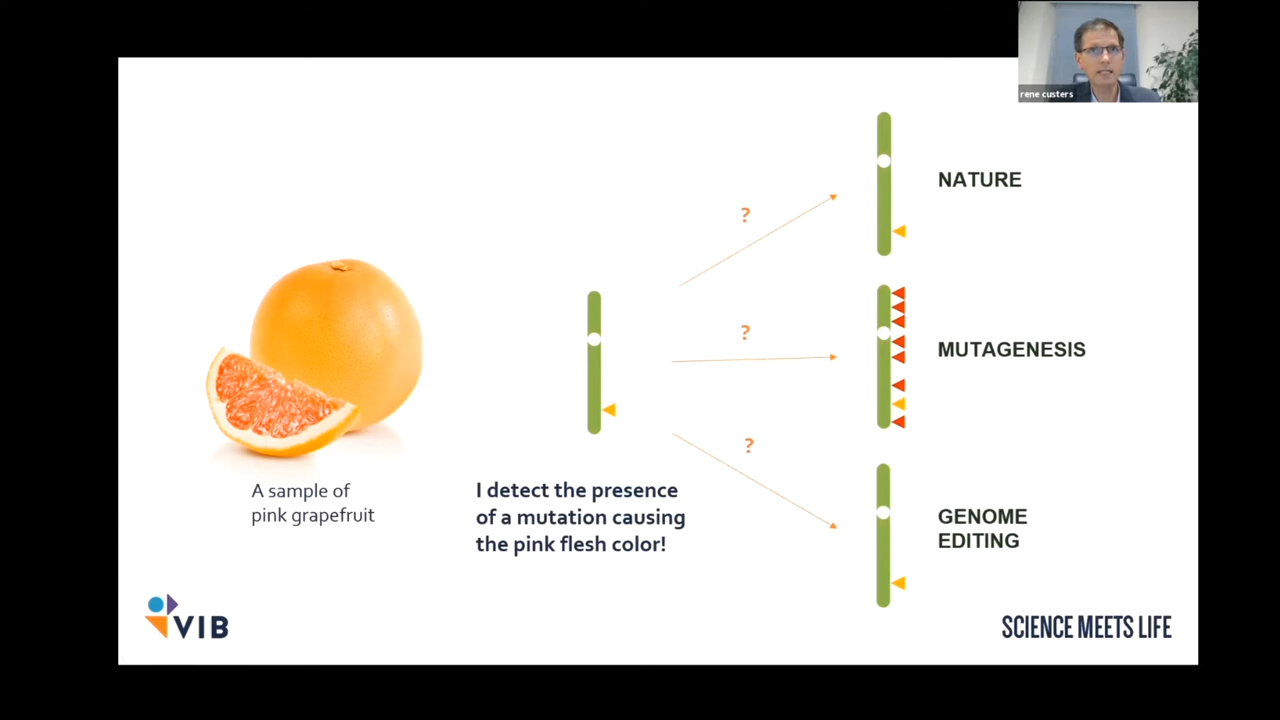 rene custers
NATURE
?
?
MUTAGENESIS
?
A sample of
pink grapefruit
I detect the presence
of a mutation causing
the pink flesh color!
GENOME
EDITING
VIB
SCIENCE MEETS LIFE